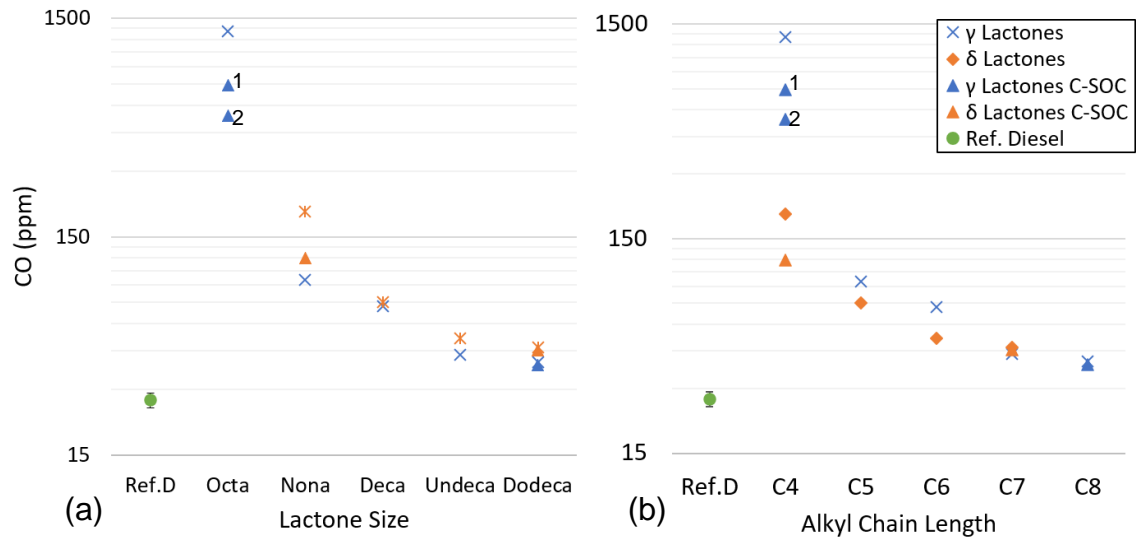 1500
1
2
150
15
CO (ppm)
Ref.D Octa Nona Deca Undeca Dodeca
(a)
Lactone Size
1500
1
2
150
15
Ref.D C4 C5 C6 C7 C8
(b)
Alkyl Chain Length
γ Lactones
δ Lactones
γ Lactones C-SOC
δ Lactones C-SOC
Ref. Diesel